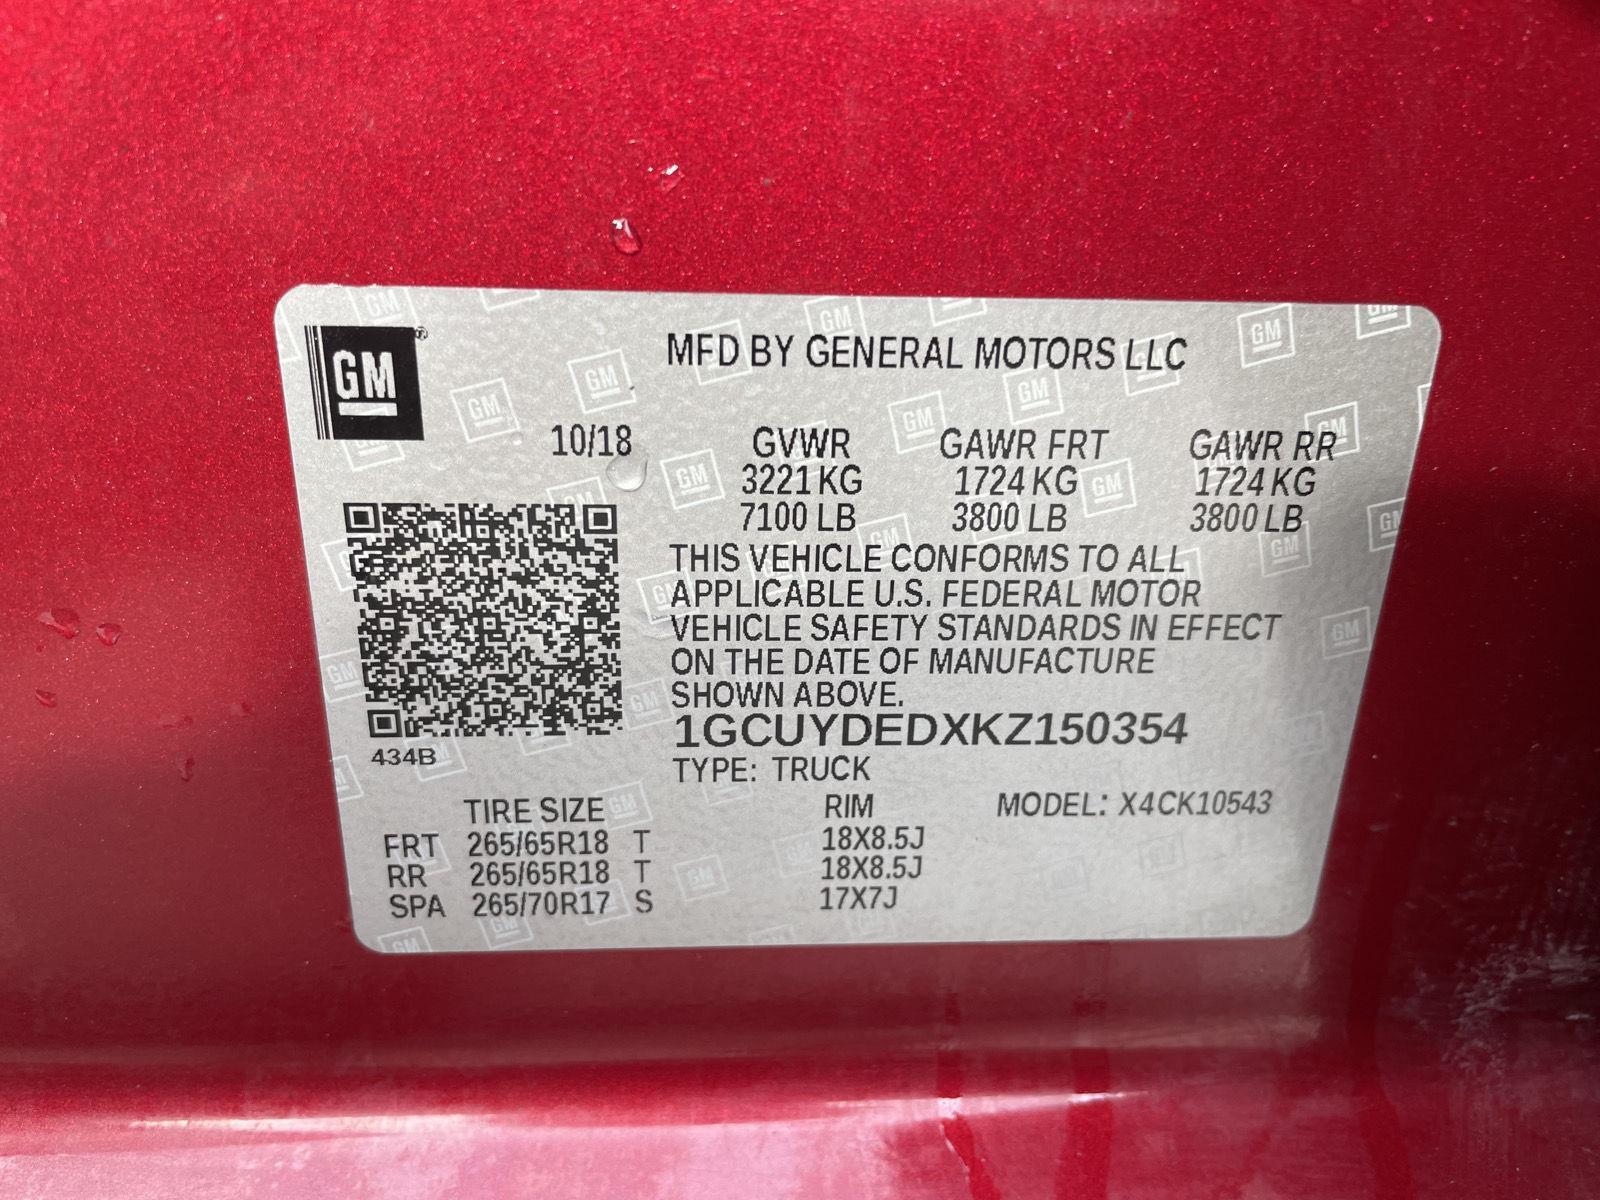 GM
MFD BY GENERAL MOTORS LLC
10/18 GVWR GAWR FRT GAWR RR
3221 KG 1724 KG 1724 KG
7100 LB 3800 LB 3800 LB
THIS VEHICLE CONFORMS TO ALL
APPLICABLE U.S. FEDERAL MOTOR
VEHICLE SAFETY STANDARDS IN EFFECT
ON THE DATE OF MANUFACTURE
SHOWN ABOVE.
1GCUYDEDXKZ150354
434B
TYPE: TRUCK
TIRE SIZE RIM MODEL: X4CK10543
FRT 265/65R18 T 18X8.5J
RR 265/65R18 T 18X8.5J
SPA 265/70R17 S 17X7J